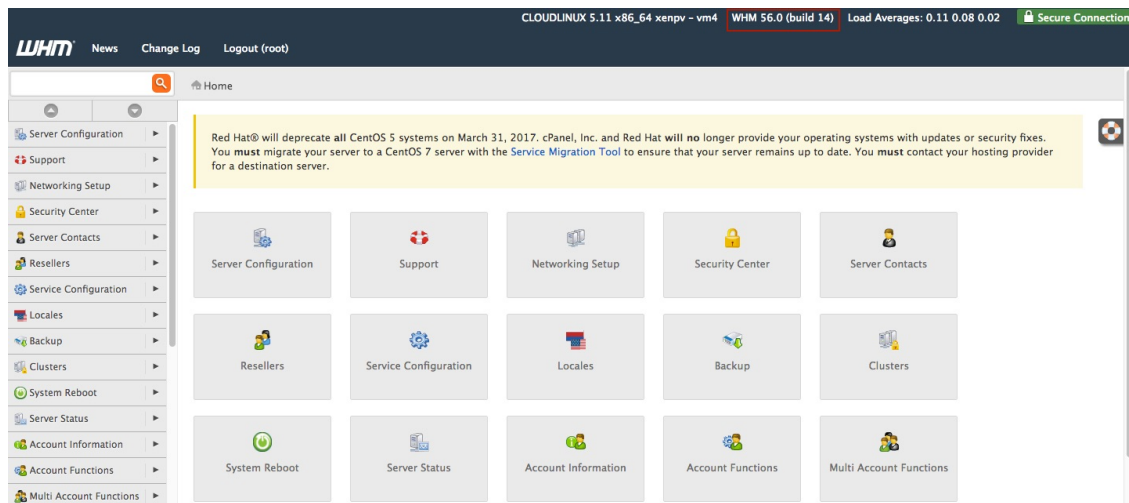 CLOUDLINUX 5.11 x86_64 xenpv – vm4 WHM 56.0 (build 14) Load Averages: 0.11 0.08 0.02 Secure Connection
WHM News Change Log Logout (root)
Home
Server Configuration
Support
Networking Setup
Security Center
Server Contacts
Resellers
Service Configuration
Locales
Backup
Clusters
System Reboot
Server Status
Account Information
Account Functions
Multi Account Functions
Red Hat® will deprecate all CentOS 5 systems on March 31, 2017. cPanel, Inc. and Red Hat will no longer provide your operating systems with updates or security fixes.
You must migrate your server to a CentOS 7 server with the Service Migration Tool to ensure that your server remains up to date. You must contact your hosting provider
for a destination server.
Server Configuration Support Networking Setup Security Center Server Contacts
Resellers Service Configuration Locales Backup Clusters
System Reboot Server Status Account Information Account Functions Multi Account Functions